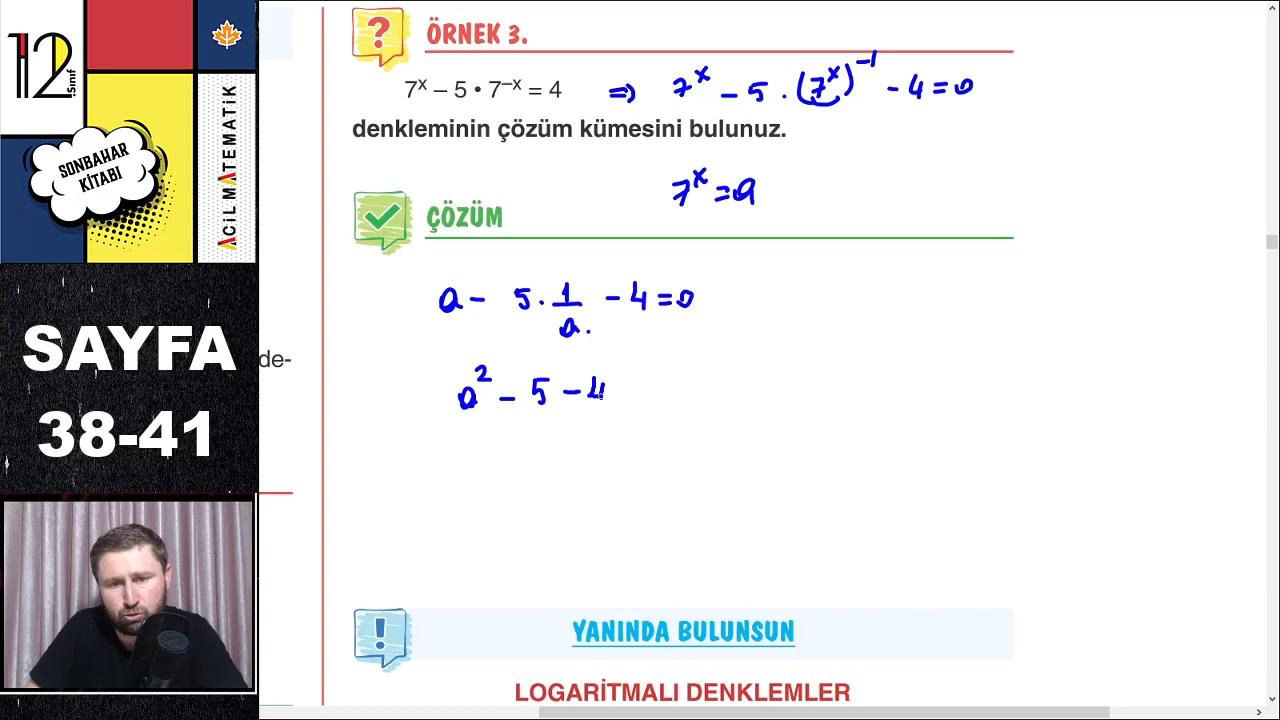 12
.Sınıf
SONBAHAR
KİTABI
ACİL MATEMATİK
SAYFA
38-41
de-
?
ÖRNEK 3.
7ˣ – 5 • 7⁻ˣ = 4 ⇒ 7ˣ - 5 . (7ˣ)⁻¹ - 4 = 0
denkleminin çözüm kümesini bulunuz.
7ˣ = a
ÇÖZÜM
a - 5 . 1/a . - 4 = 0
a² - 5 - 4
!
YANINDA BULUNSUN
LOGARİTMALI DENKLEMLER